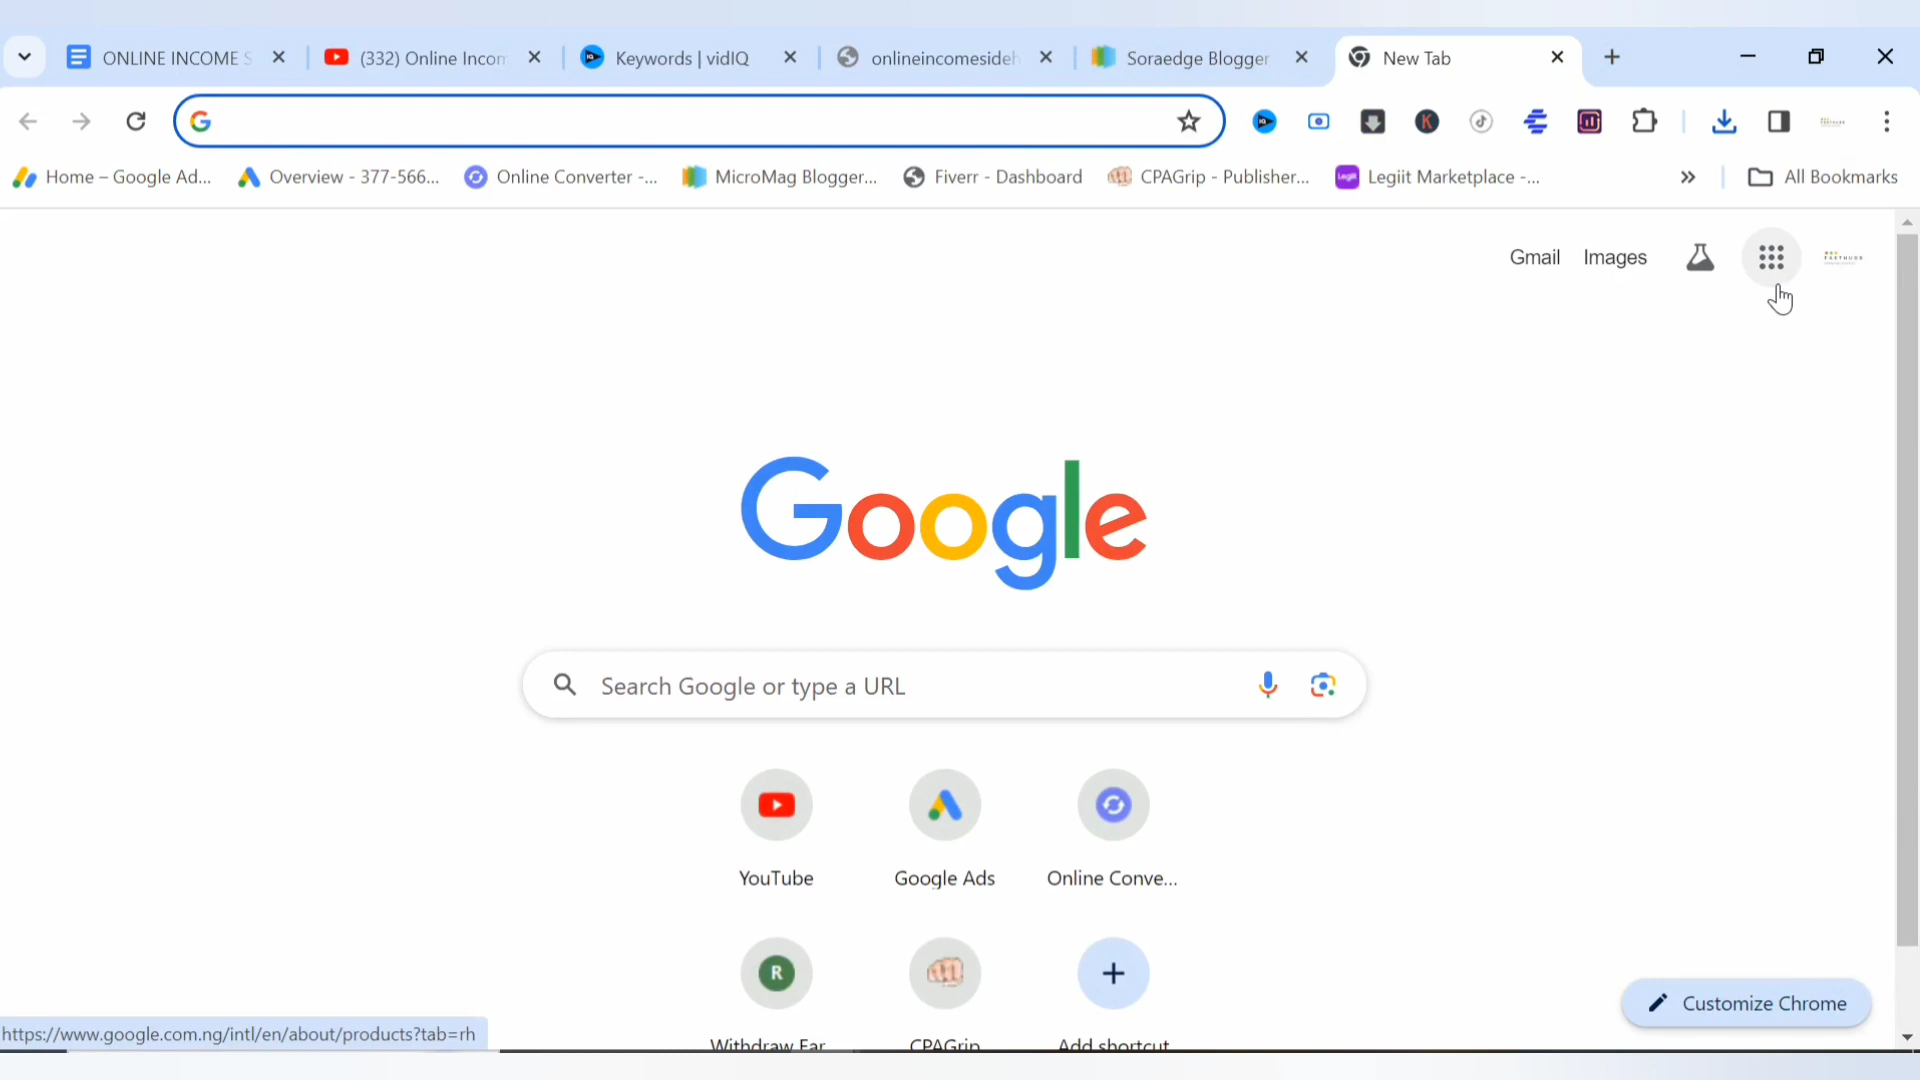 ONLINE INCOME S
(332) Online Incom
Keywords | vidIQ
onlineincomesideh
Soraedge Blogger
New Tab
Home – Google Ad...
Overview - 377-566...
Online Converter -...
MicroMag Blogger...
Fiverr - Dashboard
CPAGrip - Publisher...
Legiit Marketplace -...
All Bookmarks
Gmail
Images
Google
Search Google or type a URL
YouTube
Google Ads
Online Conve...
R
Withdraw Ear
CPAGrip
Add shortcut
Customize Chrome
https://www.google.com.ng/intl/en/about/products?tab=rh